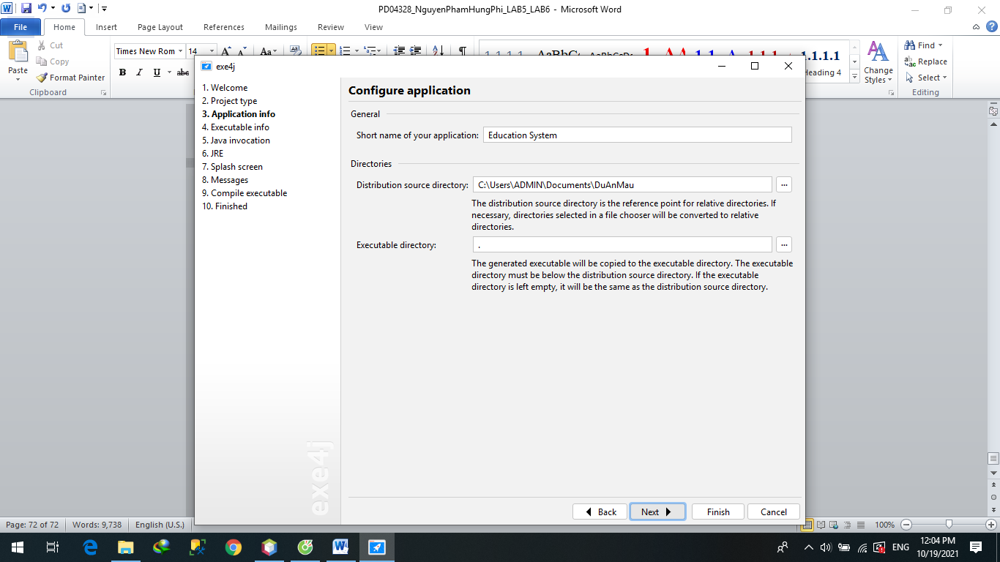 PD04328_NguyenPhamHungPhi_LAB5_LAB6 - Microsoft Word
File Home Insert Page Layout References Mailings Review View
Paste
Cut
Copy
Format Painter
Clipboard
Times New Rom 14
B I U abc
Heading 4
1.1.1.1
Change
Styles
Find
Replace
Select
Editing
exe4j
1. Welcome
2. Project type
3. Application info
4. Executable info
5. Java invocation
6. JRE
7. Splash screen
8. Messages
9. Compile executable
10. Finished
exe4j
Configure application
General
Short name of your application: Education System
Directories
Distribution source directory: C:\Users\ADMIN\Documents\DuAnMau ...
The distribution source directory is the reference point for relative directories. If
necessary, directories selected in a file chooser will be converted to relative
directories.
Executable directory: . ...
The generated executable will be copied to the executable directory. The executable
directory must be below the distribution source directory. If the executable
directory is left empty, it will be the same as the distribution source directory.
Back Next Finish Cancel
Page: 72 of 72 Words: 9,738 English (U.S.) 100%
ENG
12:04 PM
10/19/2021